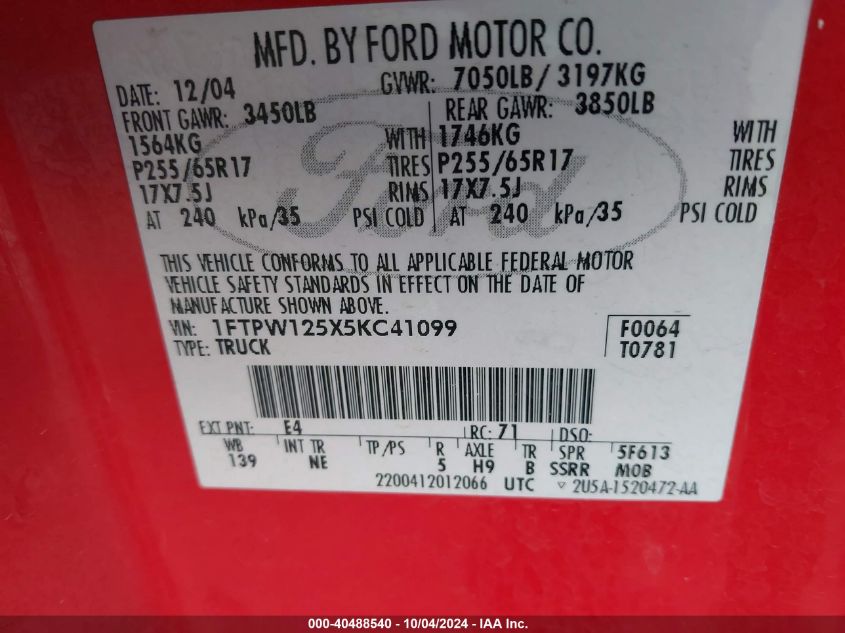 MFD. BY FORD MOTOR CO.
DATE: 12/04 GVWR: 7050LB/ 3197KG
FRONT GAWR: 3450LB REAR GAWR: 3850LB
1564KG WITH 1746KG WITH
P255/65R17 TIRES P255/65R17 TIRES
17X7.5J RIMS 17X7.5J RIMS
AT 240 kPa/35 PSI COLD AT 240 kPa/35 PSI COLD
Ford
THIS VEHICLE CONFORMS TO ALL APPLICABLE FEDERAL MOTOR
VEHICLE SAFETY STANDARDS IN EFFECT ON THE DATE OF
MANUFACTURE SHOWN ABOVE.
VIN: 1FTPW125X5KC41099 F0064
TYPE: TRUCK T0781
EXT PNT: E4 RC: 71 DSO:
WB INT TR TP/PS R AXLE TR SPR 5F613
139 NE 5 H9 B SSRR MOB
2200412012066 UTC ▽ 2U5A-1520472-AA
000-40488540 - 10/04/2024 - IAA Inc.